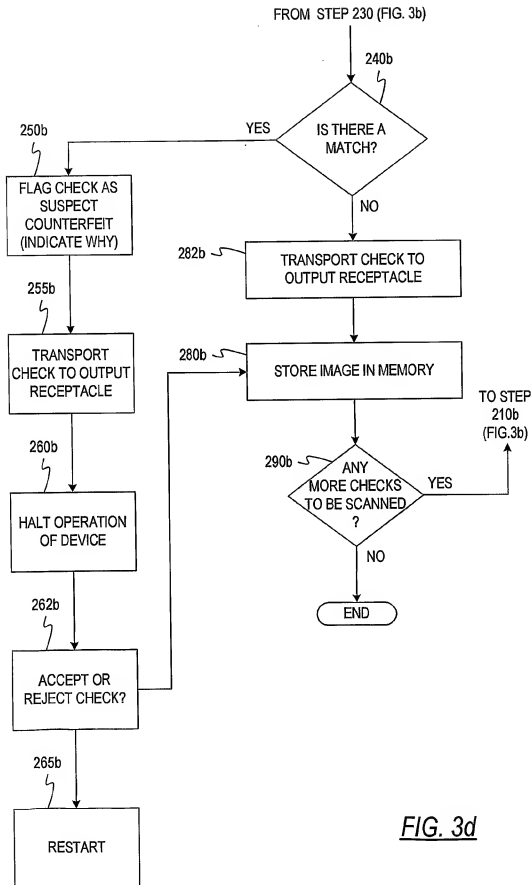 FROM STEP 230 (FIG. 3b)
240b
IS THERE A
MATCH?
YES
NO
250b
FLAG CHECK AS
SUSPECT
COUNTERFEIT
(INDICATE WHY)
282b
TRANSPORT CHECK TO
OUTPUT RECEPTACLE
255b
TRANSPORT
CHECK TO OUTPUT
RECEPTACLE
280b
STORE IMAGE IN MEMORY
TO STEP
210b
(FIG.3b)
290b
ANY
MORE CHECKS
TO BE SCANNED
?
YES
NO
END
260b
HALT OPERATION
OF DEVICE
262b
ACCEPT OR
REJECT CHECK?
265b
RESTART
FIG. 3d